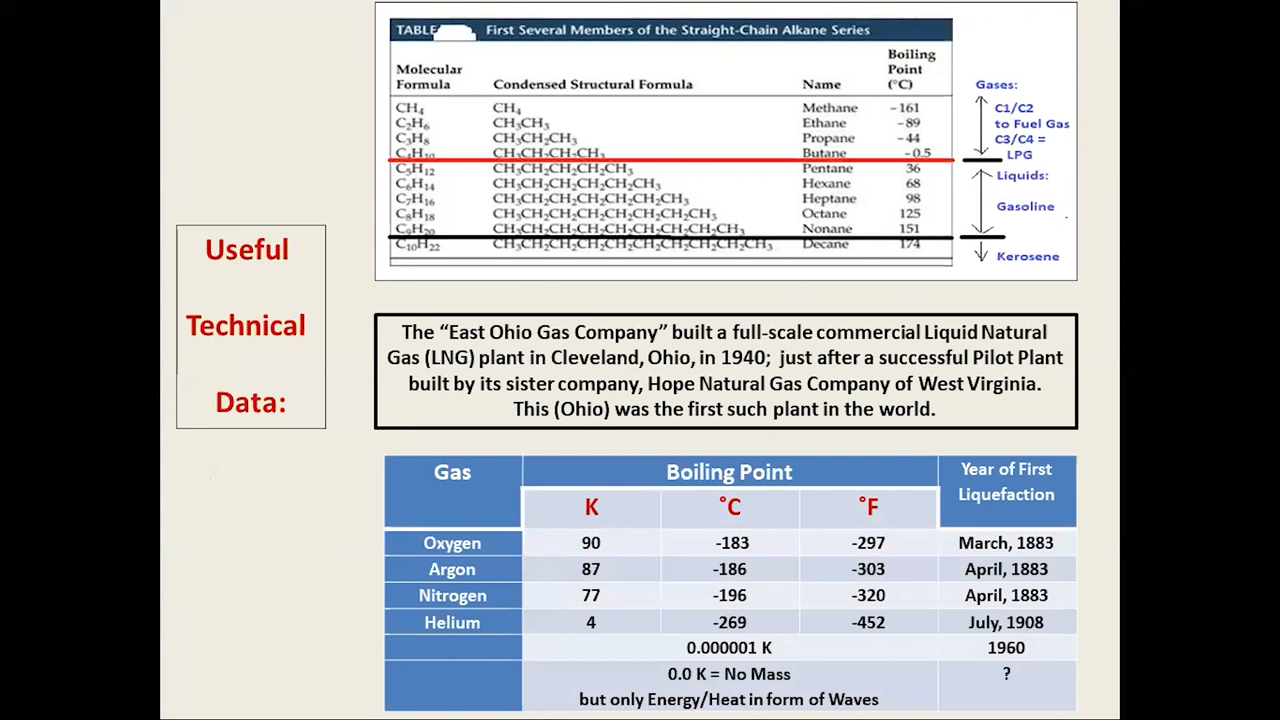 TABLE First Several Members of the Straight-Chain Alkane Series
Boiling
Molecular Point
Formula Condensed Structural Formula Name (°C)
CH₄ CH₄ Methane -161
C₂H₆ CH₃CH₃ Ethane -89
C₃H₈ CH₃CH₂CH₃ Propane -44
C₄H₁₀ CH₃CH₂CH₂CH₃ Butane -0.5
C₅H₁₂ CH₃CH₂CH₂CH₂CH₃ Pentane 36
C₆H₁₄ CH₃CH₂CH₂CH₂CH₂CH₃ Hexane 68
C₇H₁₆ CH₃CH₂CH₂CH₂CH₂CH₂CH₃ Heptane 98
C₈H₁₈ CH₃CH₂CH₂CH₂CH₂CH₂CH₂CH₃ Octane 125
C₉H₂₀ CH₃CH₂CH₂CH₂CH₂CH₂CH₂CH₂CH₃ Nonane 151
C₁₀H₂₂ CH₃CH₂CH₂CH₂CH₂CH₂CH₂CH₂CH₂CH₃ Decane 174
Gases:
C1/C2
to Fuel Gas
C3/C4 =
LPG
Liquids:
Gasoline
Kerosene
Useful
Technical
Data:
The “East Ohio Gas Company” built a full-scale commercial Liquid Natural
Gas (LNG) plant in Cleveland, Ohio, in 1940; just after a successful Pilot Plant
built by its sister company, Hope Natural Gas Company of West Virginia.
This (Ohio) was the first such plant in the world.
Gas Boiling Point Year of First
Liquefaction
K °C °F
Oxygen 90 -183 -297 March, 1883
Argon 87 -186 -303 April, 1883
Nitrogen 77 -196 -320 April, 1883
Helium 4 -269 -452 July, 1908
0.000001 K 1960
0.0 K = No Mass ?
but only Energy/Heat in form of Waves